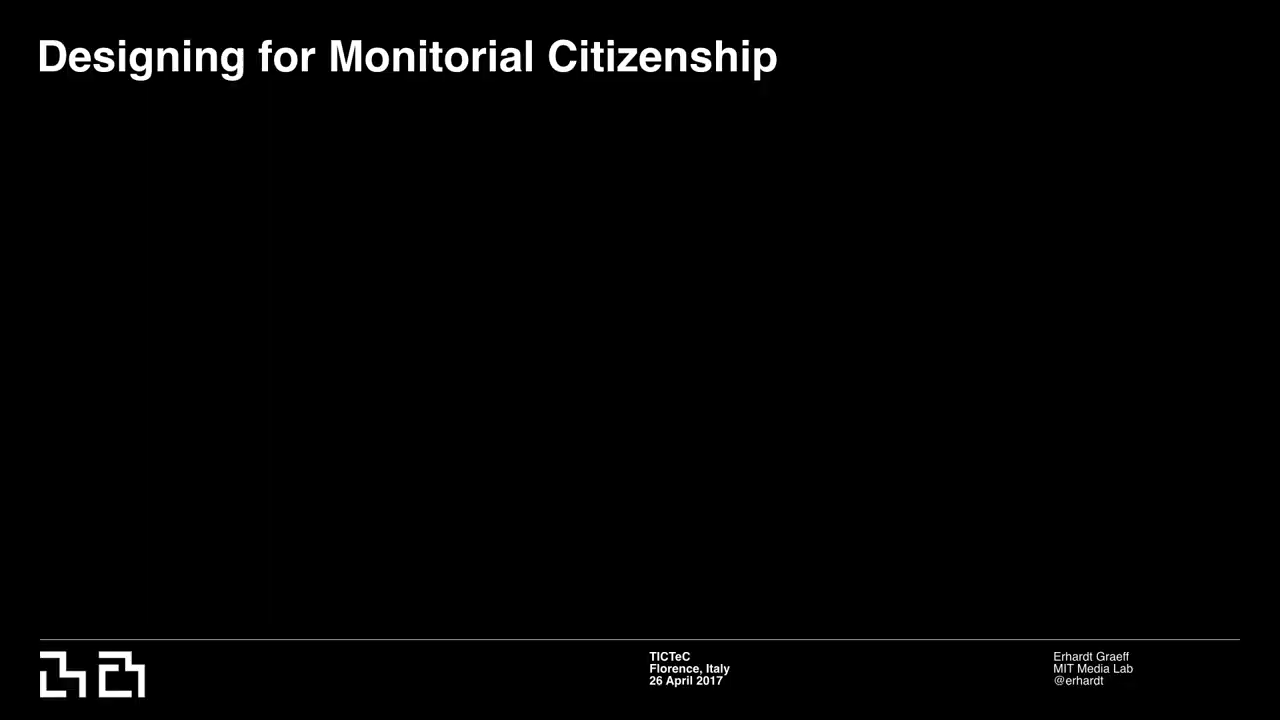 Designing for Monitorial Citizenship
TICTeC
Florence, Italy
26 April 2017
Erhardt Graeff
MIT Media Lab
@erhardt